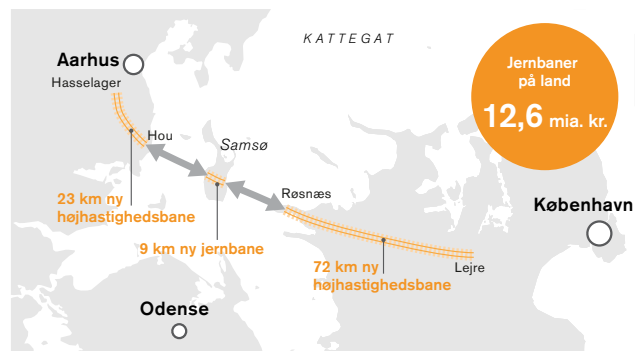 KATTEGAT
Jernbaner
på land
12,6 mia. kr.
Aarhus
Hasselager
Hou
Samsø
Røsnæs
København
23 km ny
højhastighedsbane
9 km ny jernbane
72 km ny
højhastighedsbane
Lejre
Odense